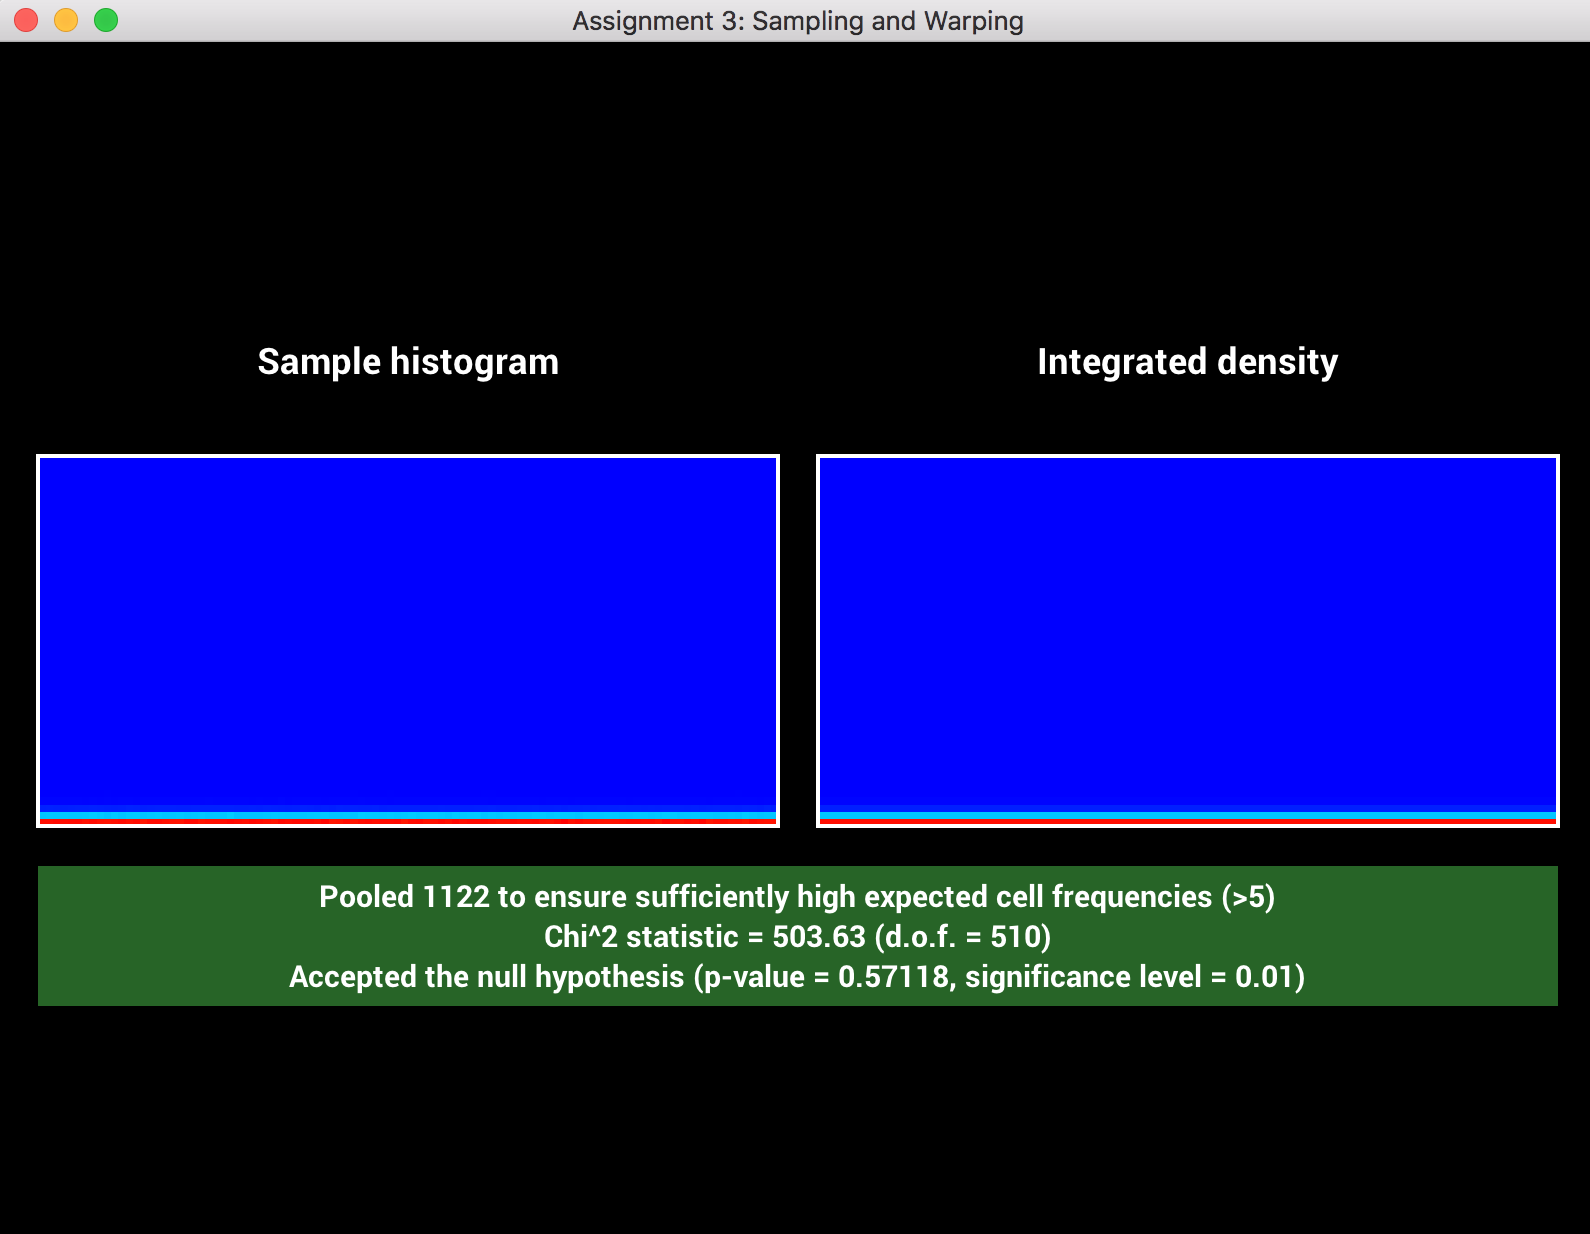 Assignment 3: Sampling and Warping
Sample histogram
Integrated density
Pooled 1122 to ensure sufficiently high expected cell frequencies (>5)
Chi^2 statistic = 503.63 (d.o.f. = 510)
Accepted the null hypothesis (p-value = 0.57118, significance level = 0.01)